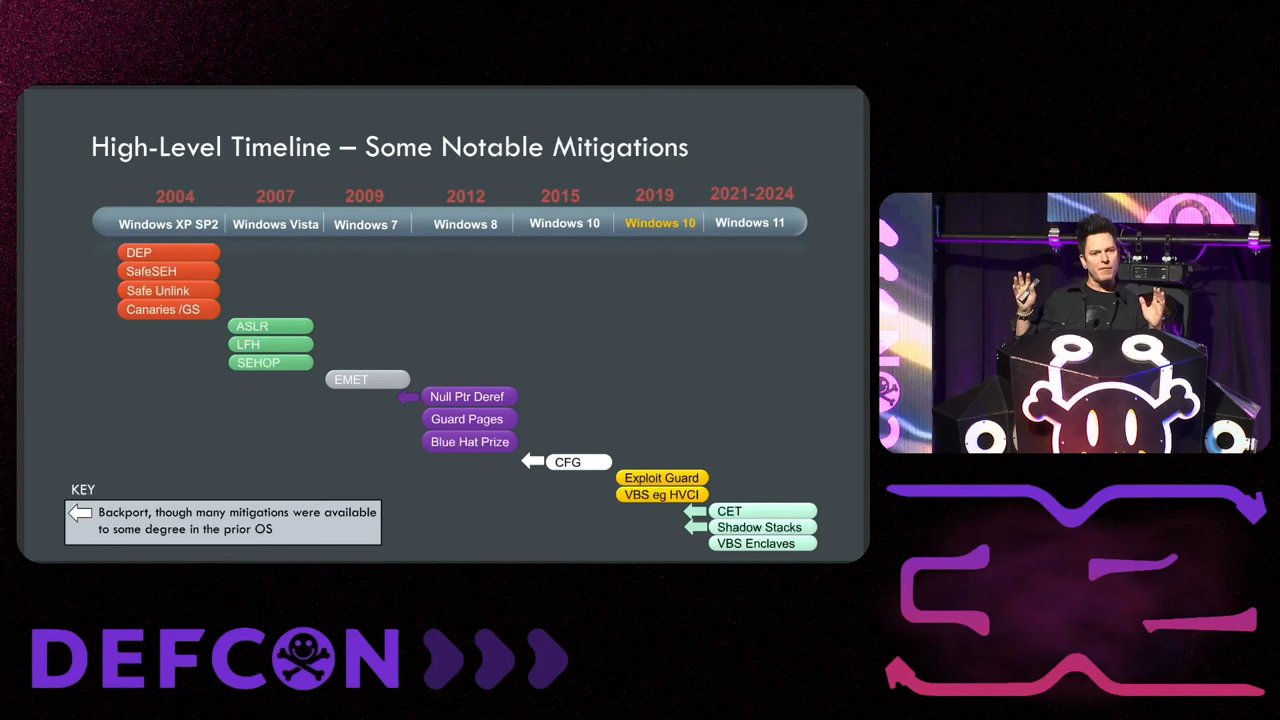 High-Level Timeline – Some Notable Mitigations
2004 2007 2009 2012 2015 2019 2021-2024
Windows XP SP2 Windows Vista Windows 7 Windows 8 Windows 10 Windows 10 Windows 11
DEP
SafeSEH
Safe Unlink
Canaries /GS
ASLR
LFH
SEHOP
EMET
Null Ptr Deref
Guard Pages
Blue Hat Prize
CFG
Exploit Guard
VBS eg HVCI
CET
Shadow Stacks
VBS Enclaves
KEY
Backport, though many mitigations were available
to some degree in the prior OS
DEFCON